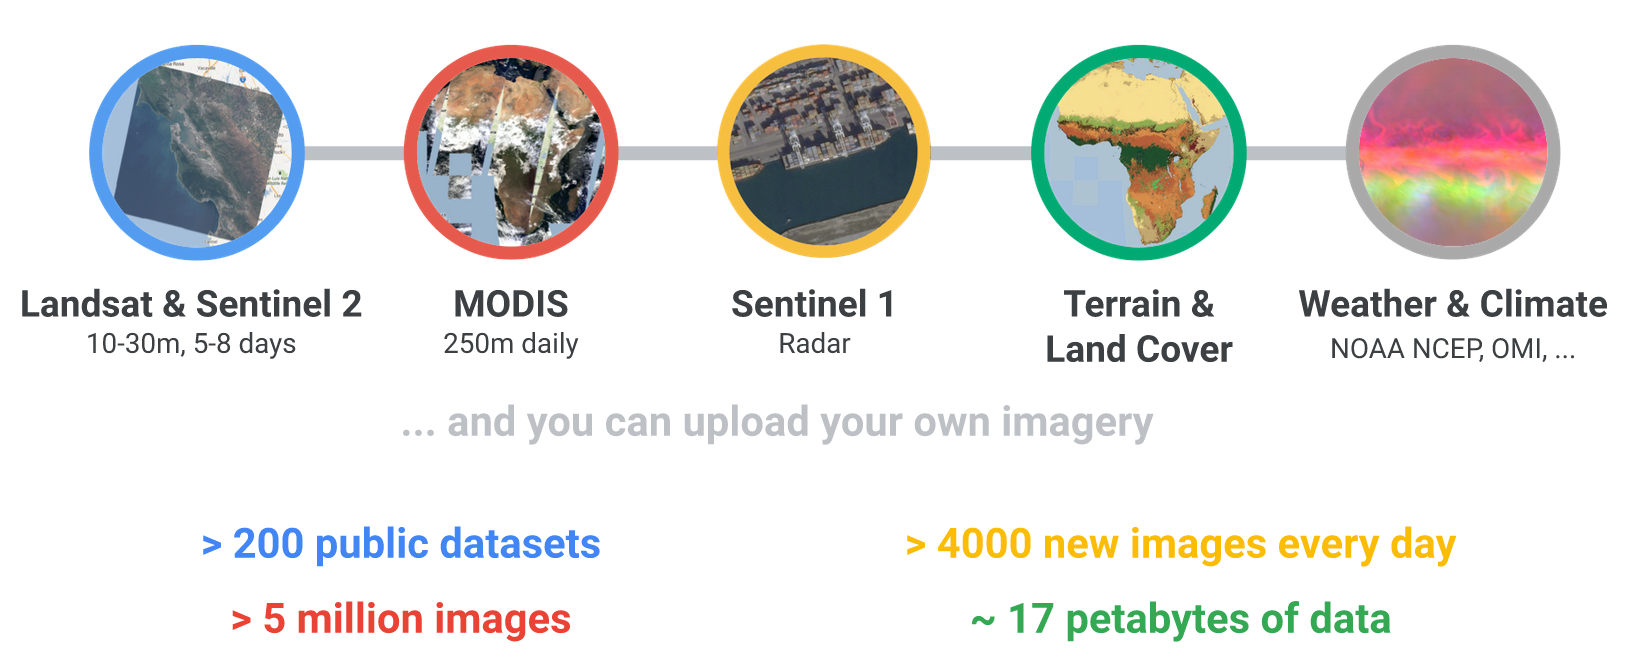 Landsat & Sentinel 2
10-30m, 5-8 days
MODIS
250m daily
Sentinel 1
Radar
Terrain &
Land Cover
Weather & Climate
NOAA NCEP, OMI, ...
... and you can upload your own imagery
> 200 public datasets
> 4000 new images every day
> 5 million images
~ 17 petabytes of data